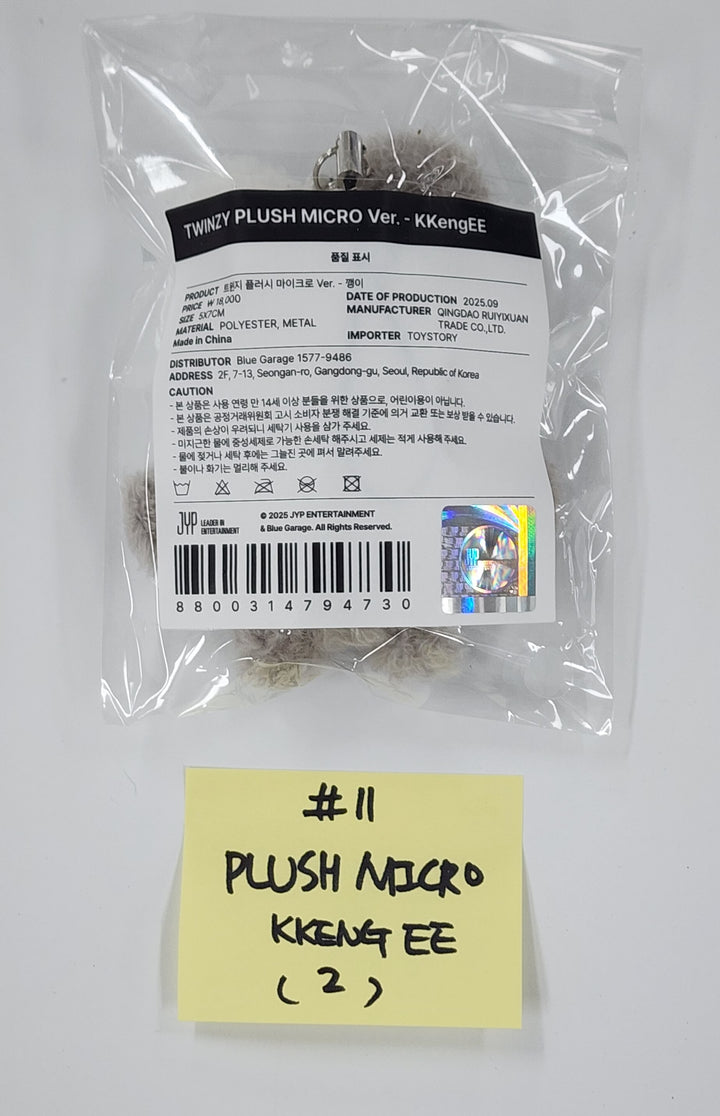 TWINZY PLUSH MICRO Ver. - KKengEE
품질 표시
PRODUCT 트윈지 플러시 마이크로 Ver. - 깽이
PRICE ₩ 18,000
SIZE 5X7CM
MATERIAL POLYESTER, METAL
Made in China
DATE OF PRODUCTION 2025.09
MANUFACTURER QINGDAO RUIYIXUAN
TRADE CO.,LTD.
IMPORTER TOYSTORY
DISTRIBUTOR Blue Garage 1577-9486
ADDRESS 2F, 7-13, Seongan-ro, Gangdong-gu, Seoul, Republic of Korea
CAUTION
- 본 상품은 사용 연령 만 14세 이상 분들을 위한 상품으로, 어린이용이 아닙니다.
- 본 상품은 공정거래위원회 고시 소비자 분쟁 해결 기준에 의거 교환 또는 보상 받을 수 있습니다.
- 제품의 손상이 우려되니 세탁기 사용을 삼가 주세요.
- 미지근한 물에 중성세제로 가능한 손세탁 해주시고 세제는 적게 사용해 주세요.
- 물에 젖거나 세탁 후에는 그늘진 곳에 펴서 말려주세요.
- 불이나 화기는 멀리해 주세요.
JYP LEADER IN
ENTERTAINMENT
© 2025 JYP ENTERTAINMENT
& Blue Garage. All Rights Reserved.
JYP
8800314794730
#11
PLUSH MICRO
KKENG EE
(2)